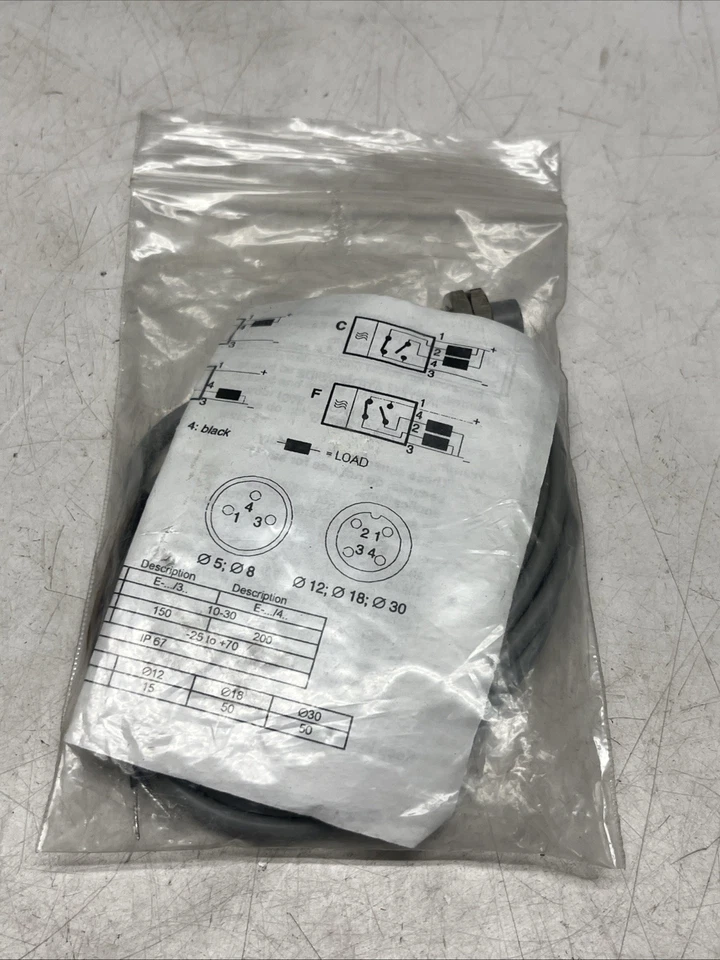 C
1
2
4
3
+
-
1
4
3
+
-
F
1
4
2
3
+
-
4: black
= LOAD
4
1 3
2 1
3 4
Ø 5; Ø 8
Ø 12; Ø 18; Ø 30
Description Description
E-.../3.. E-.../4..
10-30
150 200
-25 to +70
IP 67
Ø12 Ø18 Ø30
15 50 50